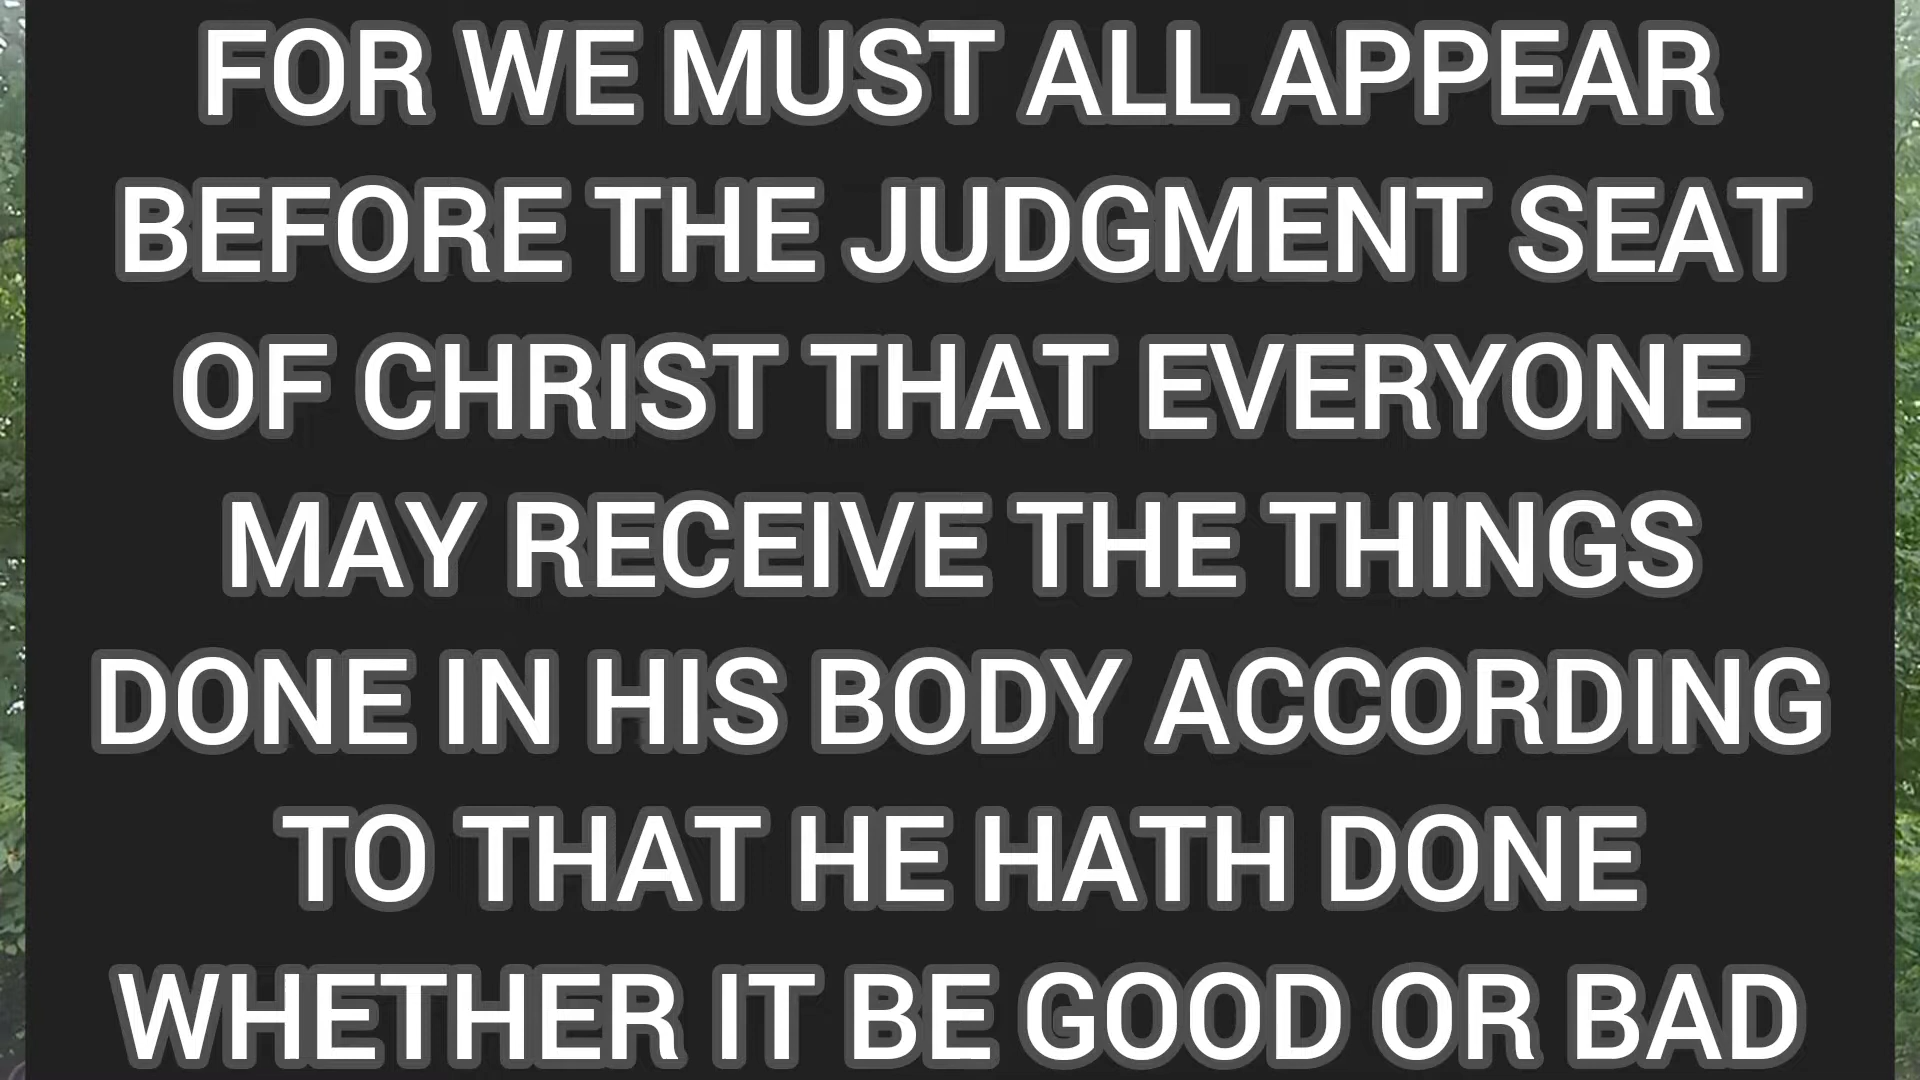 FOR WE MUST ALL APPEAR
BEFORE THE JUDGMENT SEAT
OF CHRIST THAT EVERYONE
MAY RECEIVE THE THINGS
DONE IN HIS BODY ACCORDING
TO THAT HE HATH DONE
WHETHER IT BE GOOD OR BAD